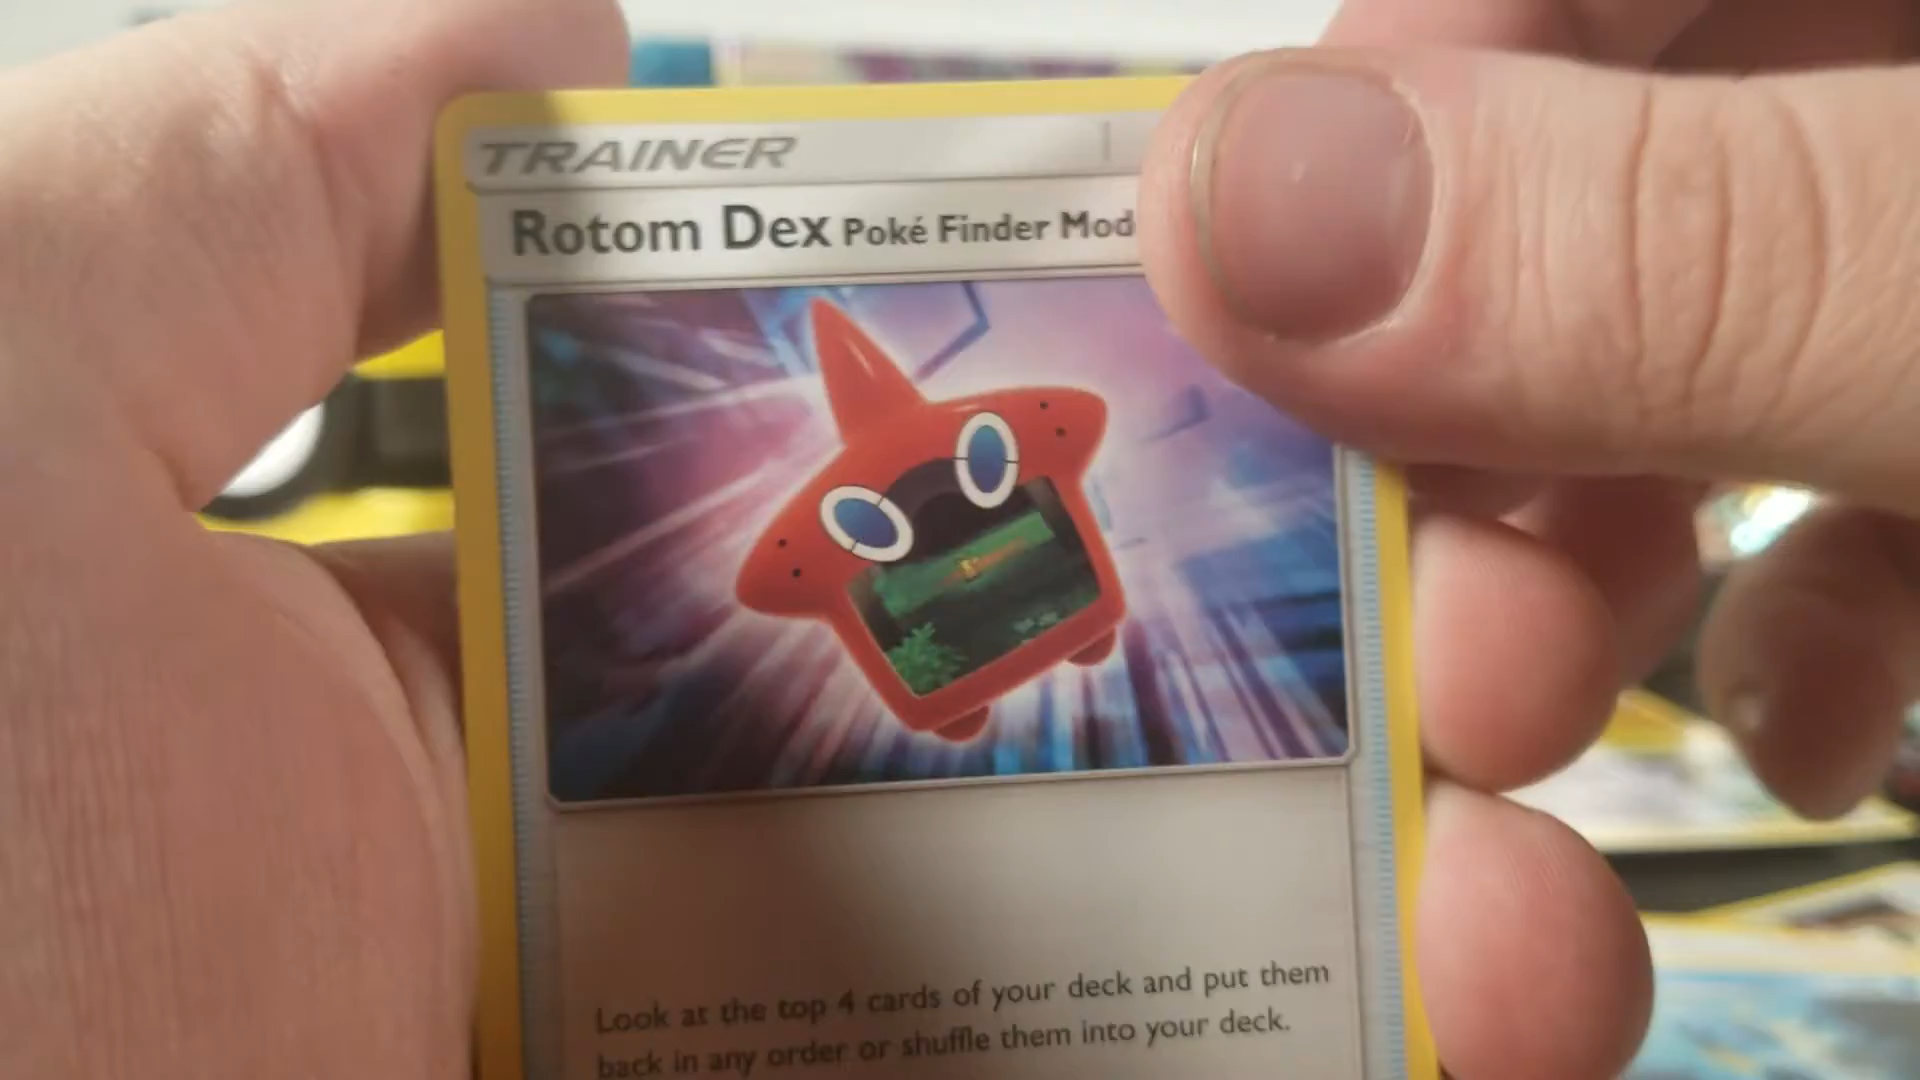 TRAINER
Rotom Dex Poké Finder Mod
Look at the top 4 cards of your deck and put them
back in any order or shuffle them into your deck.